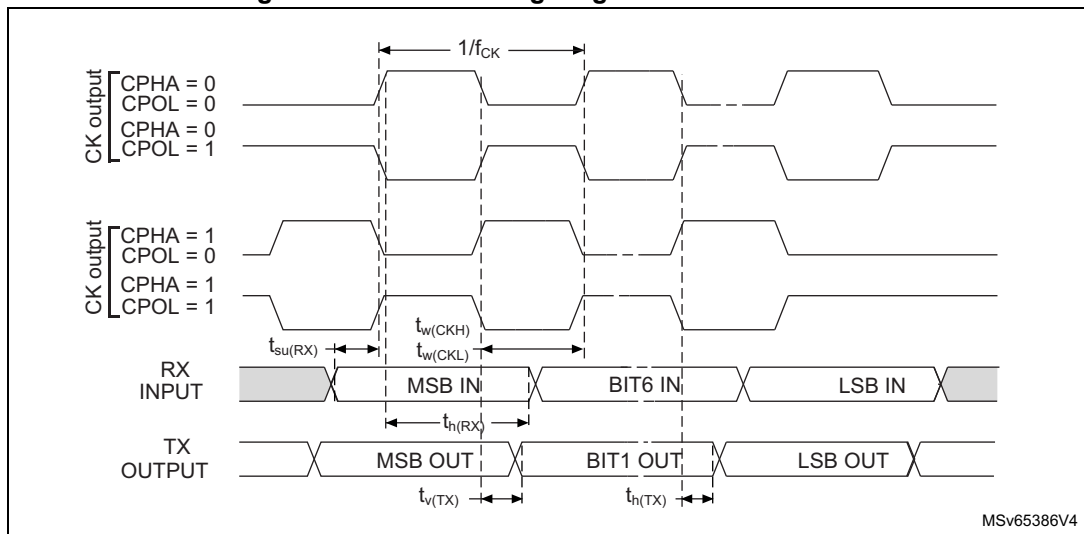 1/fCK
CK output
CPHA = 0
CPOL = 0
CPHA = 0
CPOL = 1
CK output
CPHA = 1
CPOL = 0
CPHA = 1
CPOL = 1
tw(CKH)
tw(CKL)
tsu(RX)
RX
INPUT
MSB IN
BIT6 IN
LSB IN
th(RX)
TX
OUTPUT
MSB OUT
BIT1 OUT
LSB OUT
tv(TX)
th(TX)
MSv65386V4